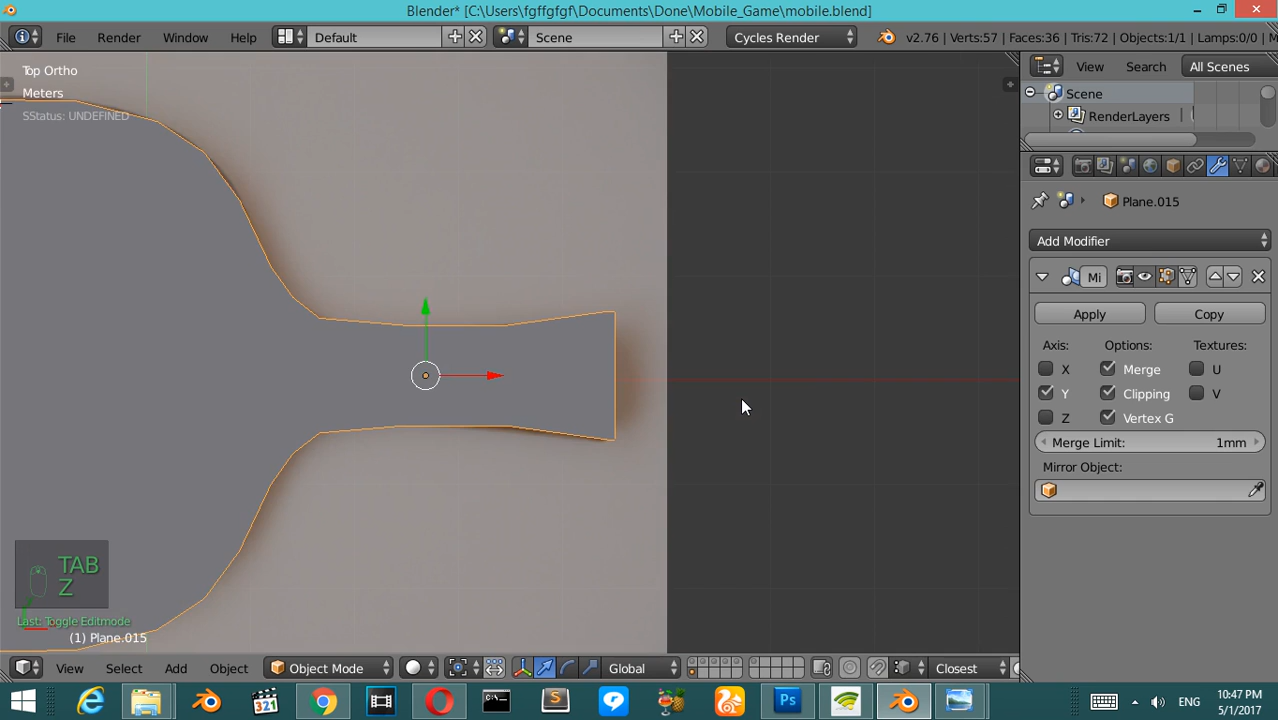 Blender* [C:\Users\fgffgfgf\Documents\Done\Mobile_Game\mobile.blend]
File Render Window Help Default Scene Cycles Render v2.76 | Verts:57 | Faces:36 | Tris:72 | Objects:1/1 | Lamps:0/0 | M
Top Ortho
Meters
SStatus: UNDEFINED
View Search All Scenes
Scene
RenderLayers
Plane.015
Add Modifier
Mi
Apply Copy
Axis: Options: Textures:
X Merge U
Y Clipping V
Z Vertex G
Merge Limit: 1mm
Mirror Object:
TAB
Z
Last: Toggle Editmode
(1) Plane.015
View Select Add Object Object Mode Global Closest
321
Ps
ENG
10:47 PM
5/1/2017